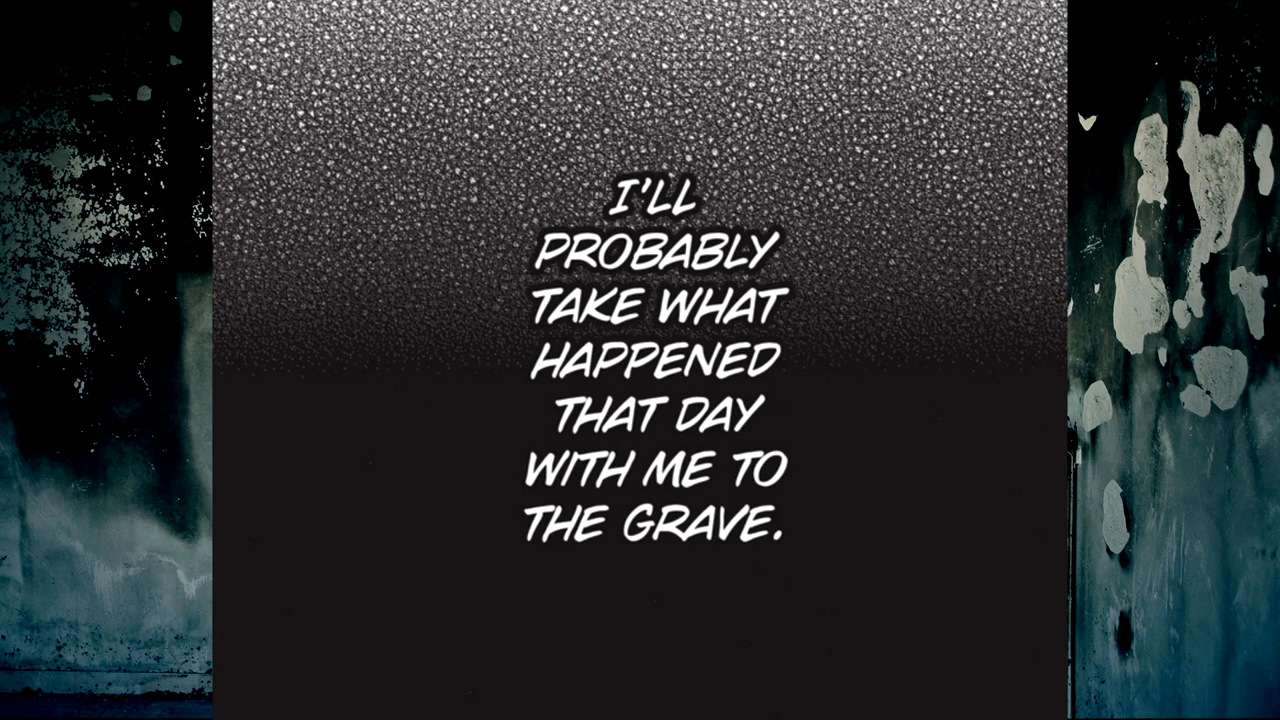 I'LL
PROBABLY
TAKE WHAT
HAPPENED
THAT DAY
WITH ME TO
THE GRAVE.